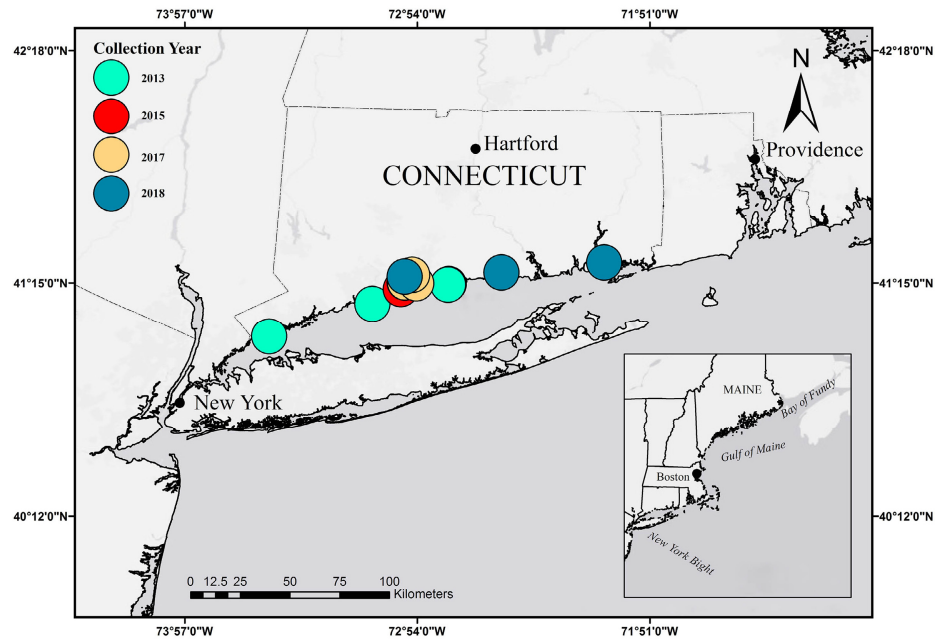 73°57'0"W 72°54'0"W 71°51'0"W
42°18'0"N 42°18'0"N
Collection Year
2013
2015
2017
2018
N
Hartford
Providence
CONNECTICUT
41°15'0"N 41°15'0"N
New York
MAINE
Bay of Fundy
Gulf of Maine
Boston
New York Bight
40°12'0"N 40°12'0"N
0 12.5 25 50 75 100
Kilometers
73°57'0"W 72°54'0"W 71°51'0"W